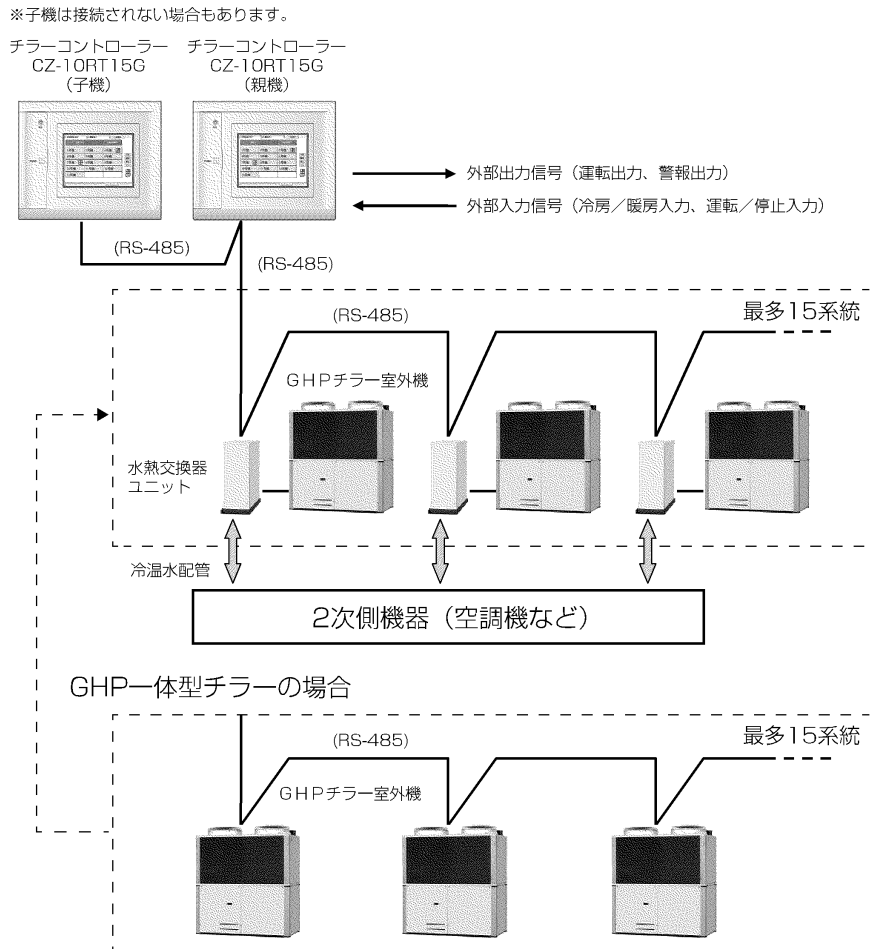 ※子機は接続されない場合もあります。
チラーコントローラー
CZ-10RT15G
（子機）
チラーコントローラー
CZ-10RT15G
（親機）
外部出力信号（運転出力、警報出力）
外部入力信号（冷房／暖房入力、運転／停止入力）
(RS-485)
(RS-485)
(RS-485)
最多15系統
GHPチラー室外機
水熱交換器
ユニット
冷温水配管
2次側機器（空調機など）
GHP一体型チラーの場合
(RS-485)
最多15系統
GHPチラー室外機